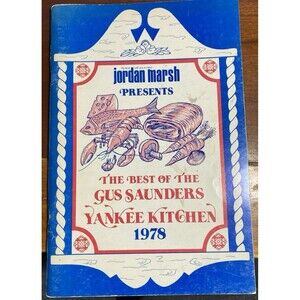 jordan marsh
PRESENTS
THE BEST OF THE
GUS SAUNDERS
YANKEE KITCHEN
1978